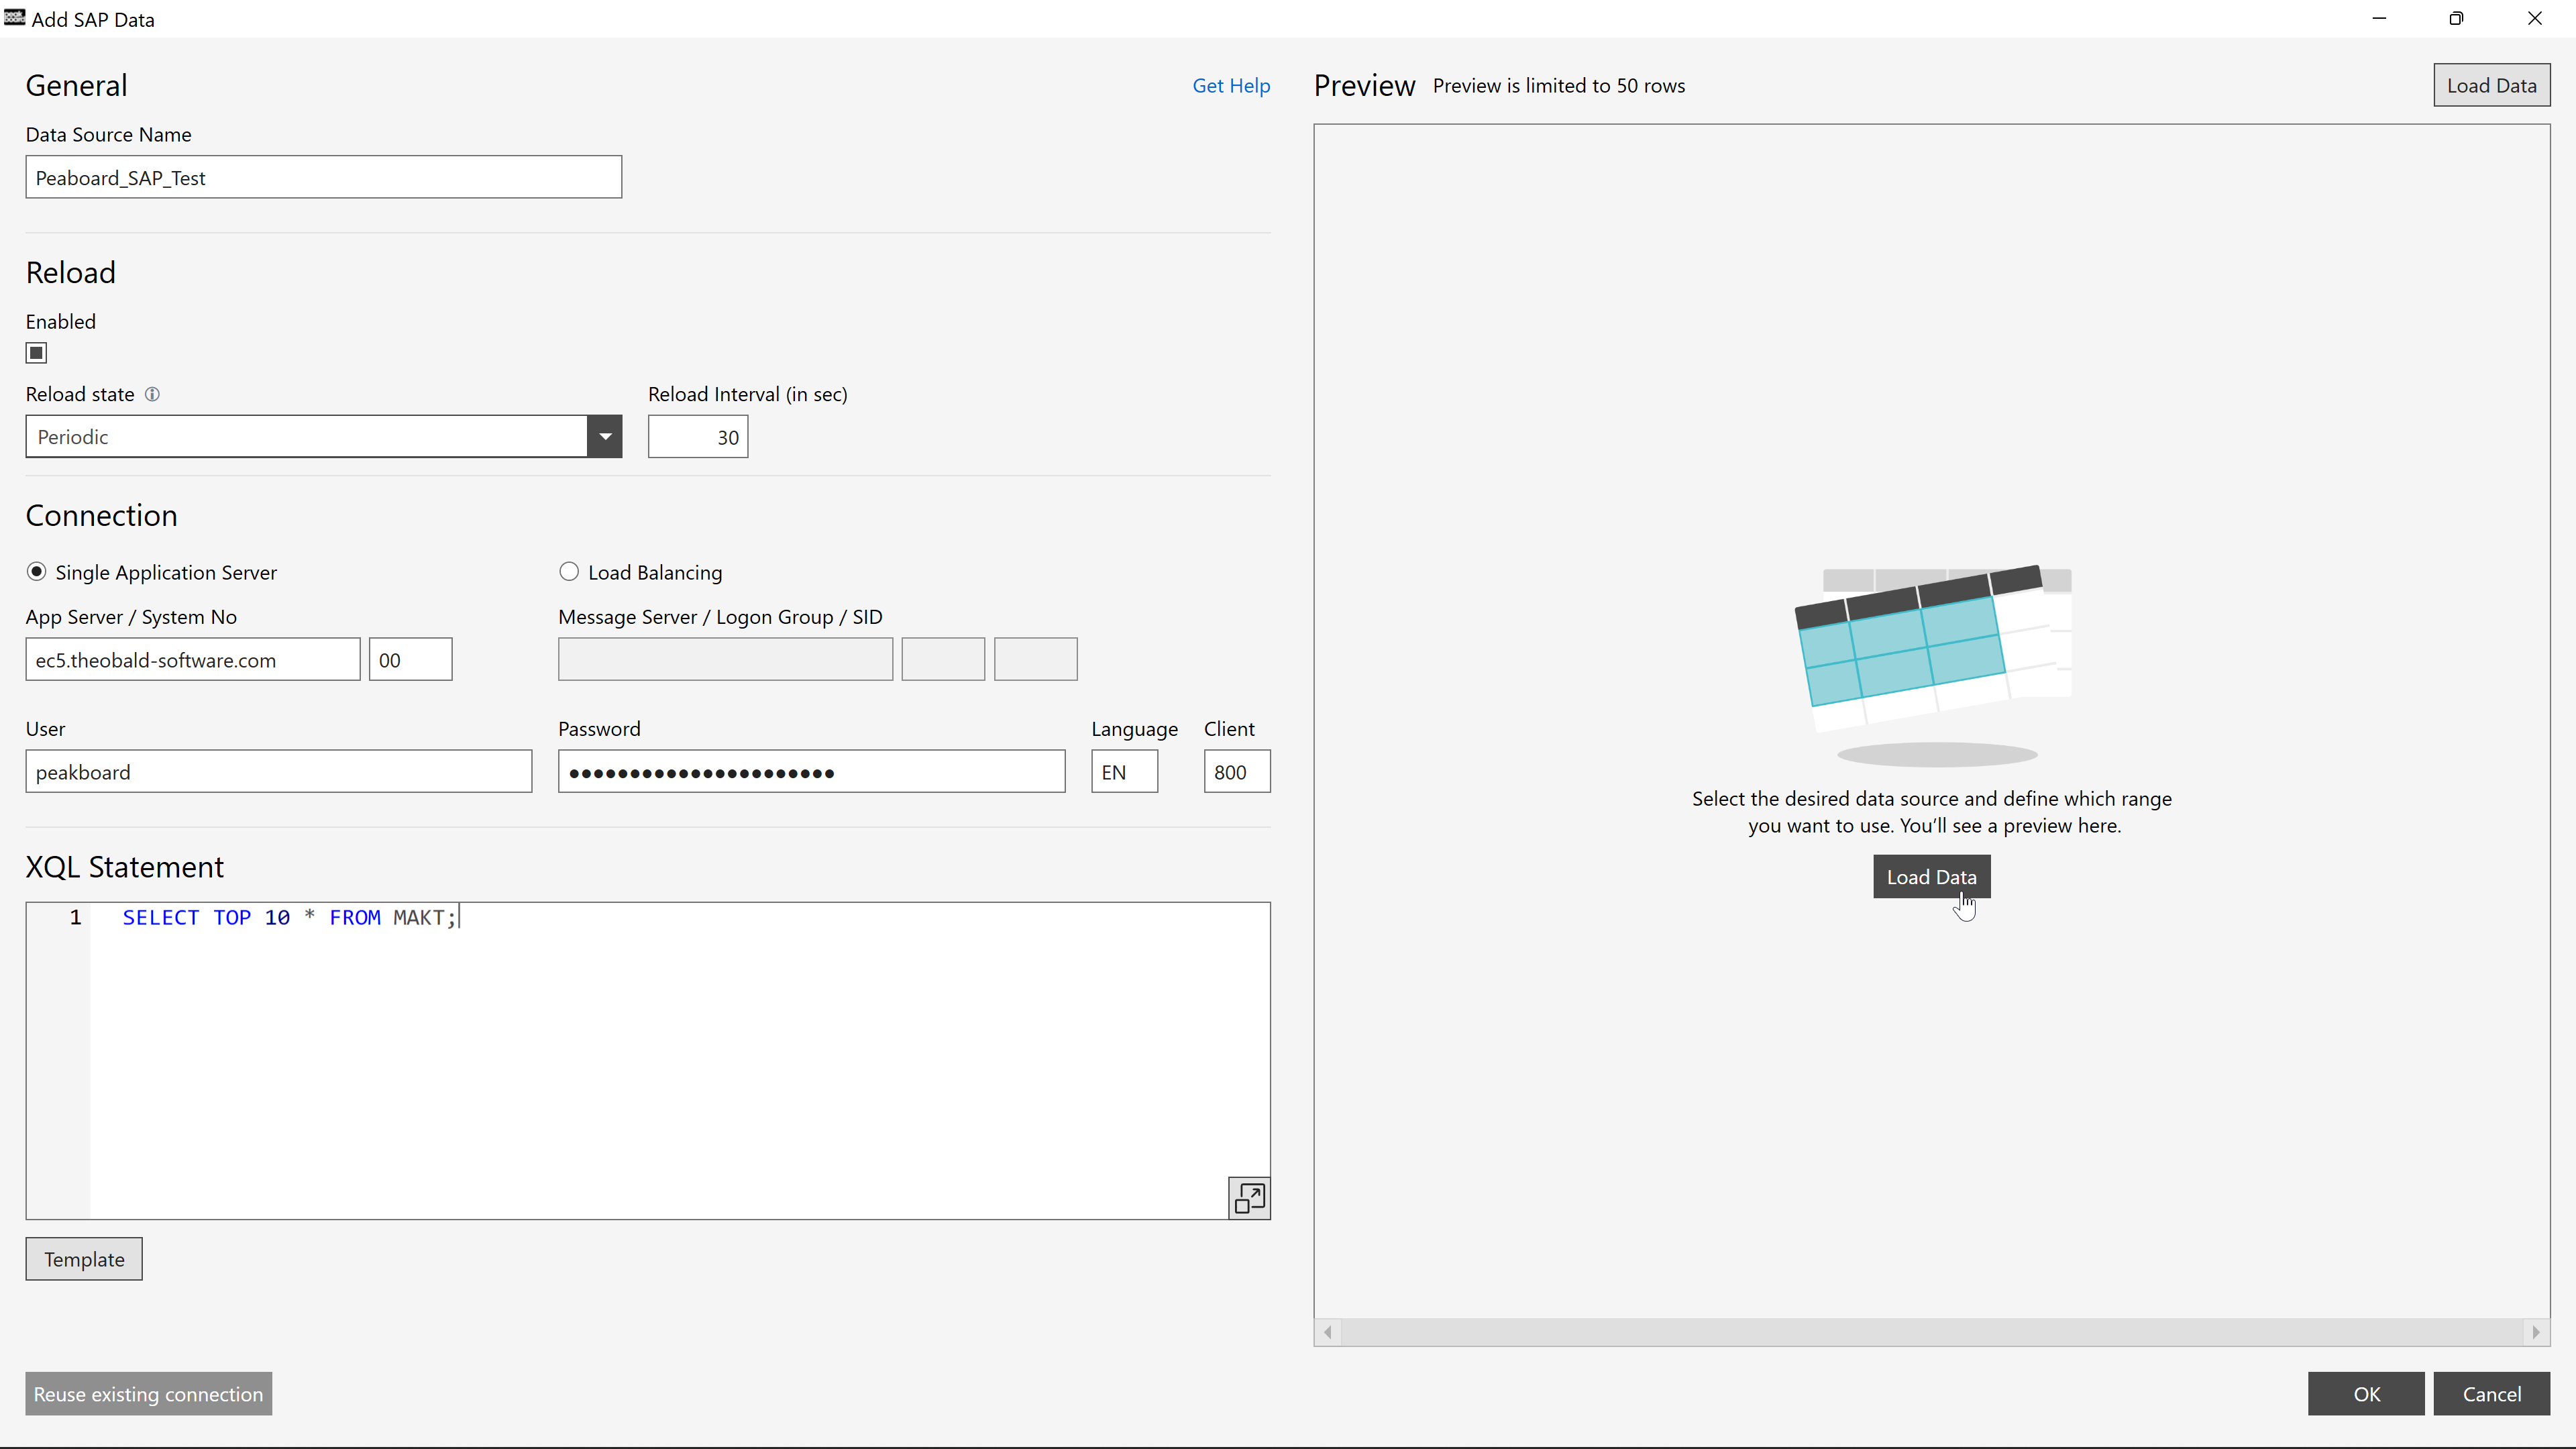 Add SAP Data
General
Get Help
Data Source Name
Peaboard_SAP_Test
Reload
Enabled
Reload state
Reload Interval (in sec)
Periodic
30
Connection
Single Application Server
Load Balancing
App Server / System No
Message Server / Logon Group / SID
ec5.theobald-software.com
00
User
Password
Language
Client
peakboard
●●●●●●●●●●●●●●●●●●●●●●
EN
800
XQL Statement
1 SELECT TOP 10 * FROM MAKT;
Template
Reuse existing connection
Preview
Preview is limited to 50 rows
Load Data
Select the desired data source and define which range
you want to use. You'll see a preview here.
Load Data
OK
Cancel